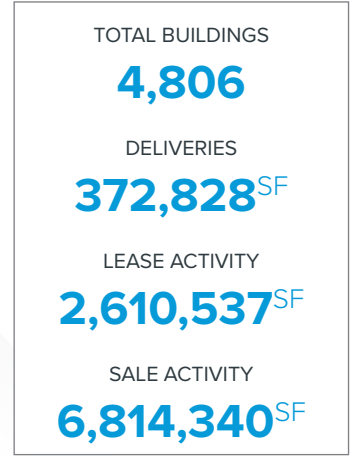 TOTAL BUILDINGS
4,806
DELIVERIES
372,828SF
LEASE ACTIVITY
2,610,537SF
SALE ACTIVITY
6,814,340SF